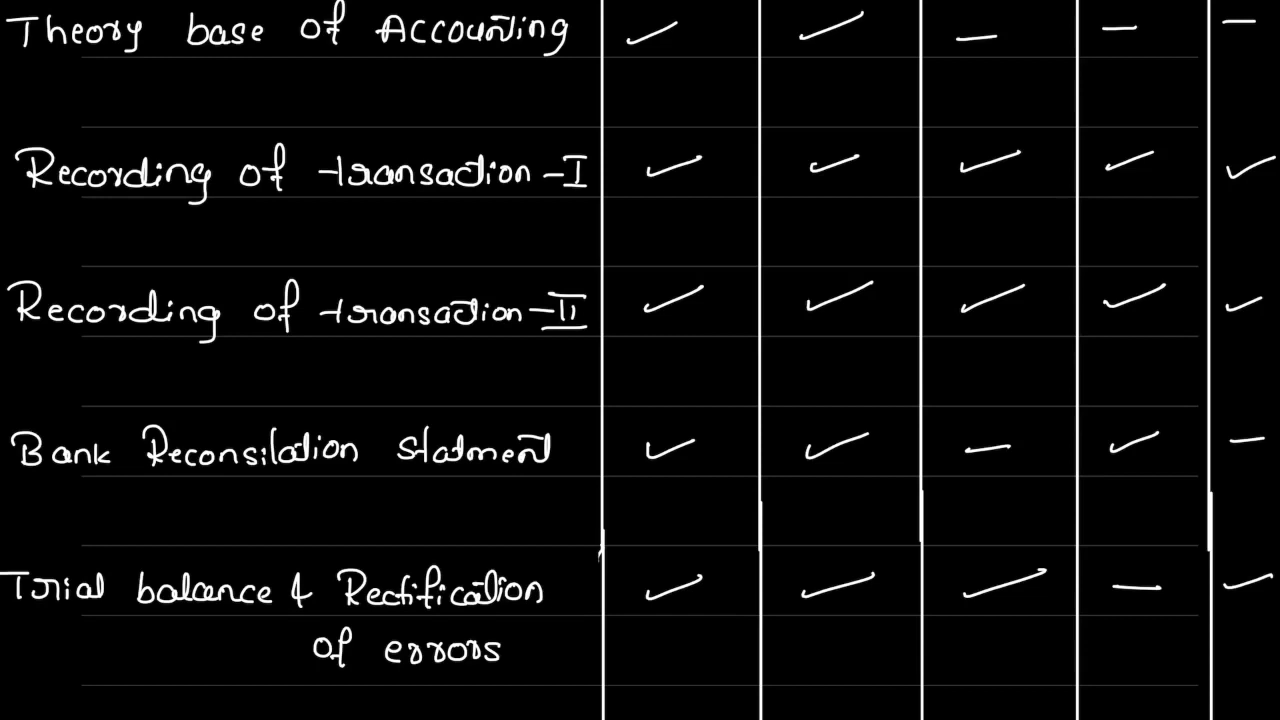 Theory base of Accounting ✓ ✓ — — —
Recording of transaction -I ✓ ✓ ✓ ✓ ✓
Recording of transaction -II ✓ ✓ ✓ ✓ ✓
Bank Reconsilation Statment ✓ ✓ — ✓ —
Trial balance & Rectification ✓ ✓ ✓ — ✓
of errors